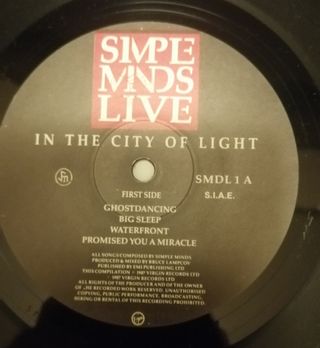 SIMPLE
MINDS
LIVE
IN THE CITY OF LIGHT
SMDL 1 A
FIRST SIDE
S.I.A.E.
GHOSTDANCING
BIG SLEEP
WATERFRONT
PROMISED YOU A MIRACLE
ALL SONGS COMPOSED BY SIMPLE MINDS
PRODUCED & MIXED BY BRUCE LAMPCOV
PUBLISHED BY EMI PUBLISHING LTD
THIS COMPILATION ℗ 1987 VIRGIN RECORDS LTD
© 1987 VIRGIN RECORDS LTD
ALL RIGHTS OF THE PRODUCER AND OF THE OWNER
OF THE RECORDED WORK RESERVED. UNAUTHORISED
COPYING, PUBLIC PERFORMANCE, BROADCASTING,
HIRING OR RENTAL OF THIS RECORDING PROHIBITED.
Virgin